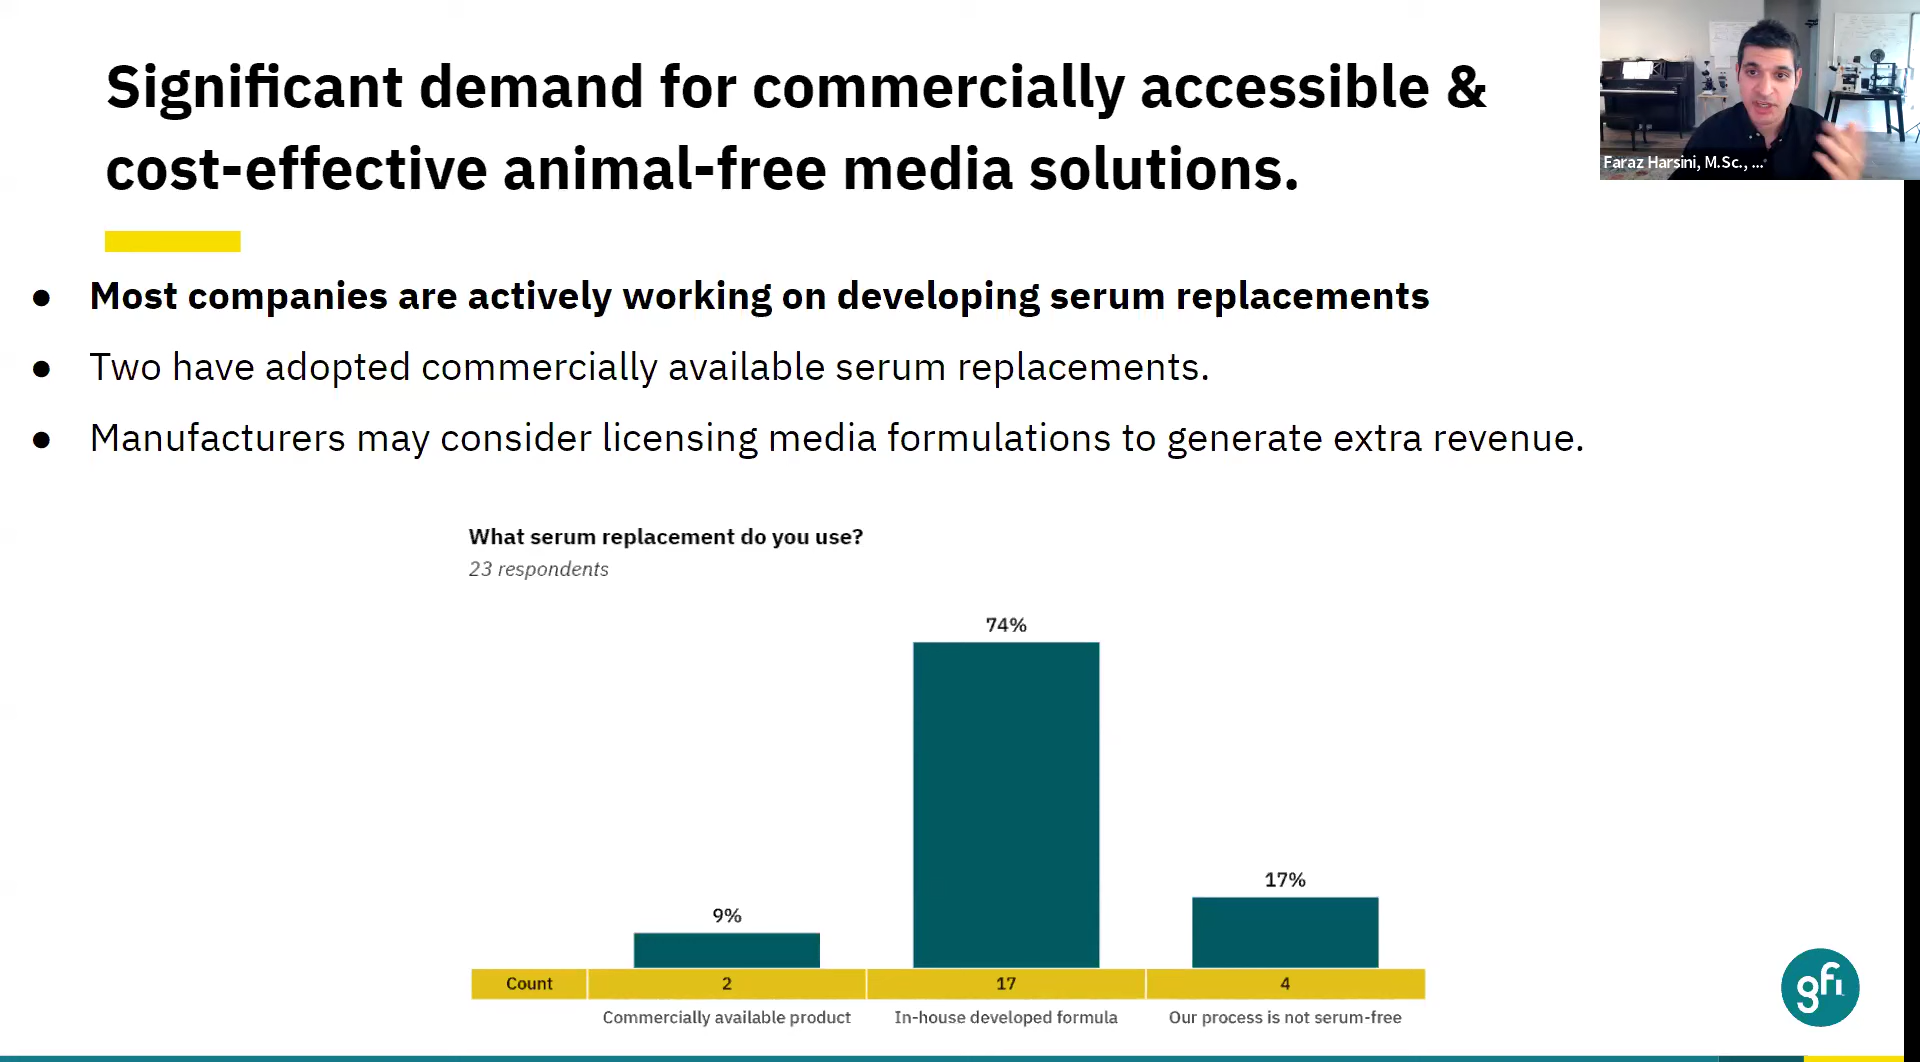 Significant demand for commercially accessible &
cost-effective animal-free media solutions.
Faraz Harsini, M.Sc., ...
● Most companies are actively working on developing serum replacements
● Two have adopted commercially available serum replacements.
● Manufacturers may consider licensing media formulations to generate extra revenue.
What serum replacement do you use?
23 respondents
74%
17%
9%
Count 2 17 4
Commercially available product In-house developed formula Our process is not serum-free
gfi